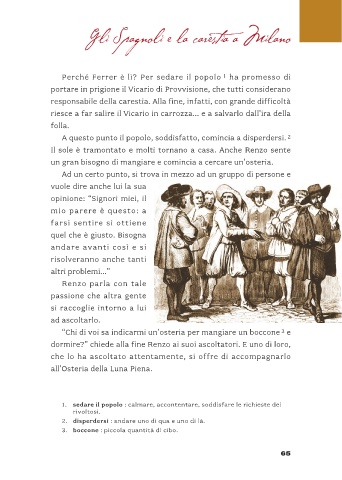 Gli Spagnoli e la carestia a Milano
Perché Ferrer è lì? Per sedare il popolo 1 ha promesso di
portare in prigione il Vicario di Provvisione, che tutti considerano
responsabile della carestia. Alla fine, infatti, con grande difficoltà
riesce a far salire il Vicario in carrozza... e a salvarlo dall'ira della
folla.
A questo punto il popolo, soddisfatto, comincia a disperdersi. 2
Il sole è tramontato e molti tornano a casa. Anche Renzo sente
un gran bisogno di mangiare e comincia a cercare un'osteria.
Ad un certo punto, si trova in mezzo ad un gruppo di persone e
vuole dire anche lui la sua
opinione: "Signori miei, il
mio parere è questo: a
farsi sentire si ottiene
quel che è giusto. Bisogna
andare avanti così e si
risolveranno anche tanti
altri problemi..."
Renzo parla con tale
passione che altra gente
si raccoglie intorno a lui
ad ascoltarlo.
"Chi di voi sa indicarmi un'osteria per mangiare un boccone 3 e
dormire?" chiede alla fine Renzo ai suoi ascoltatori. E uno di loro,
che lo ha ascoltato attentamente, si offre di accompagnarlo
all'Osteria della Luna Piena.
1. sedare il popolo : calmare, accontentare, soddisfare le richieste dei
rivoltosi.
2. disperdersi : andare uno di qua e uno di là.
3. boccone : piccola quantità di cibo.
65